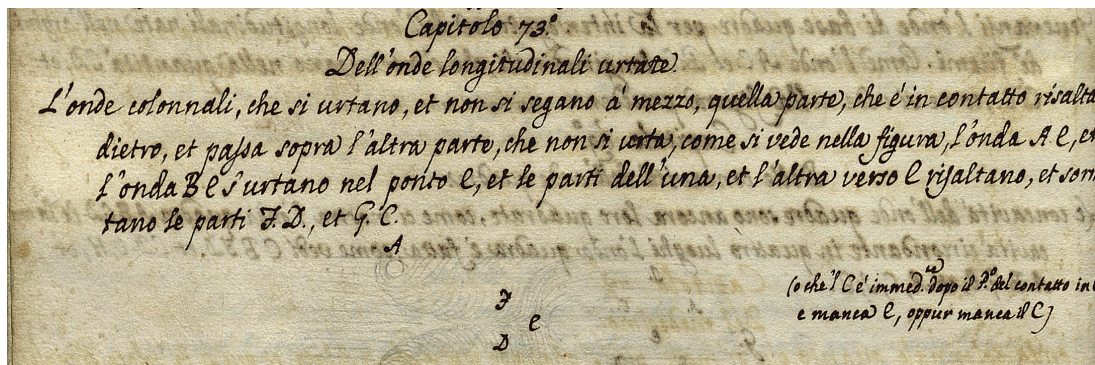 Capitolo 73.º
Dell'onde longitudinali urtate.
L'onde colonnali, che si urtano, et non si segano à mezzo, quella parte, che é in contatto risalta
dietro, et passa sopra l'altra parte, che non si urta, come si vede nella figura, l'onda A e, et
l'onda B e s'urtano nel ponto e, et le parti dell'una, et l'altra verso e risaltano, et sor
tano le parti F. D., et G. C.
A
F
e
D
(o che'l C é immed.te dopo il P.º del contatto in
e manca e, oppur manca il C)